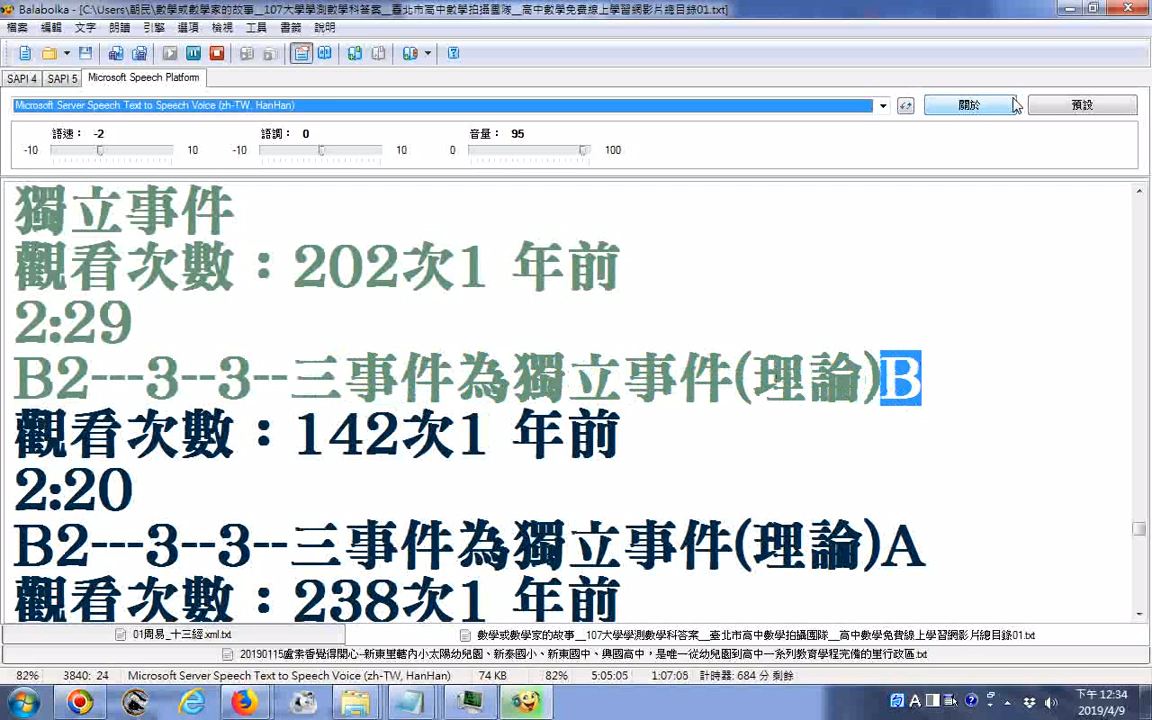 Balabolka - [C:\Users\朝民\數學或數學家的故事__107大學學測數學科答案__臺北市高中數學拍攝團隊__高中數學免費線上學習網影片總目錄01.txt]
檔案 編輯 文字 朗讀 引擎 選項 檢視 工具 書籤 說明
SAPI 4 SAPI 5 Microsoft Speech Platform
Microsoft Server Speech Text to Speech Voice (zh-TW, HanHan) 關於 預設
語速： -2 語調： 0 音量： 95
-10 10 -10 10 0 100
獨立事件
觀看次數：202次1 年前
2:29
B2---3--3--三事件為獨立事件(理論)B
觀看次數：142次1 年前
2:20
B2---3--3--三事件為獨立事件(理論)A
觀看次數：238次1 年前
01周易_十三經.xml.txt 數學或數學家的故事__107大學學測數學科答案__臺北市高中數學拍攝團隊__高中數學免費線上學習網影片總目錄01.txt
20190115盧素香覺得開心--新東里轄內小太陽幼兒園、新泰國小、新東國中、興國高中，是唯一從幼兒園到高中一系列教育學程完備的里行政區.txt
82% 3840: 24 Microsoft Server Speech Text to Speech Voice (zh-TW, HanHan) 74 KB 82% 5:05:05 1:07:05 計時器: 684 分 剩餘
下午 12:34
2019/4/9